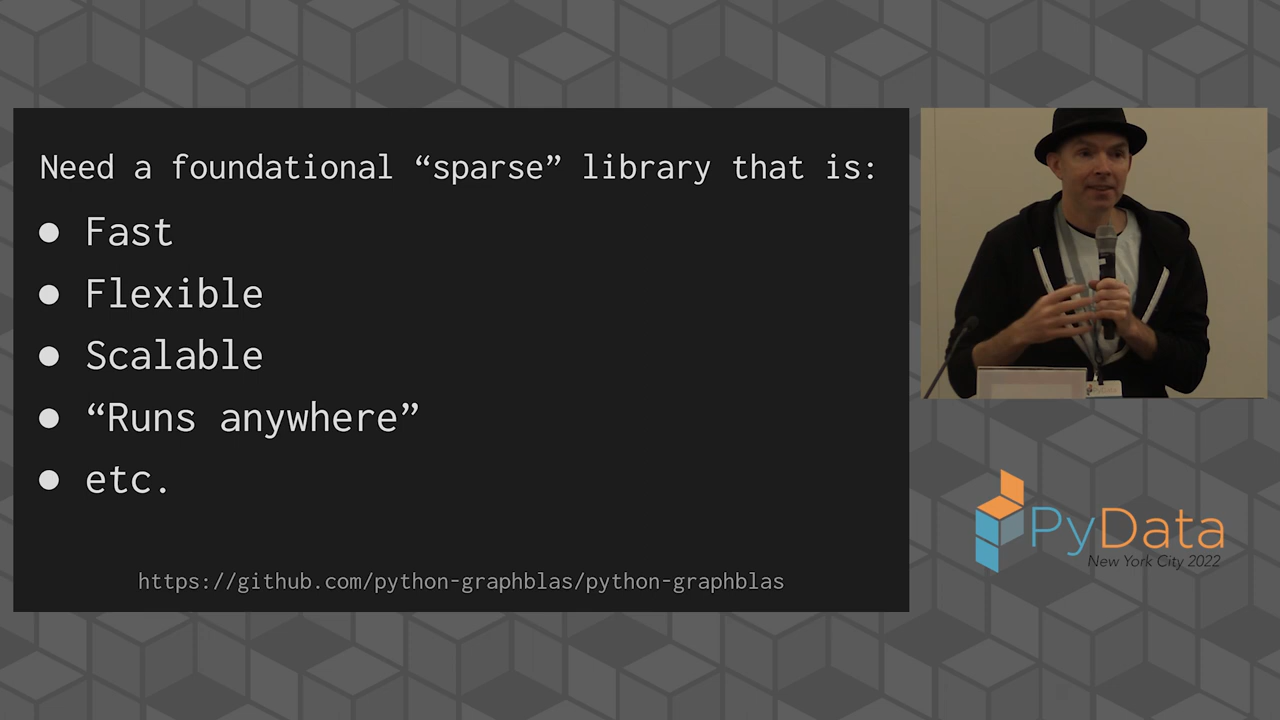 Need a foundational “sparse” library that is:
● Fast
● Flexible
● Scalable
● “Runs anywhere”
● etc.
https://github.com/python-graphblas/python-graphblas
PyData
New York City 2022